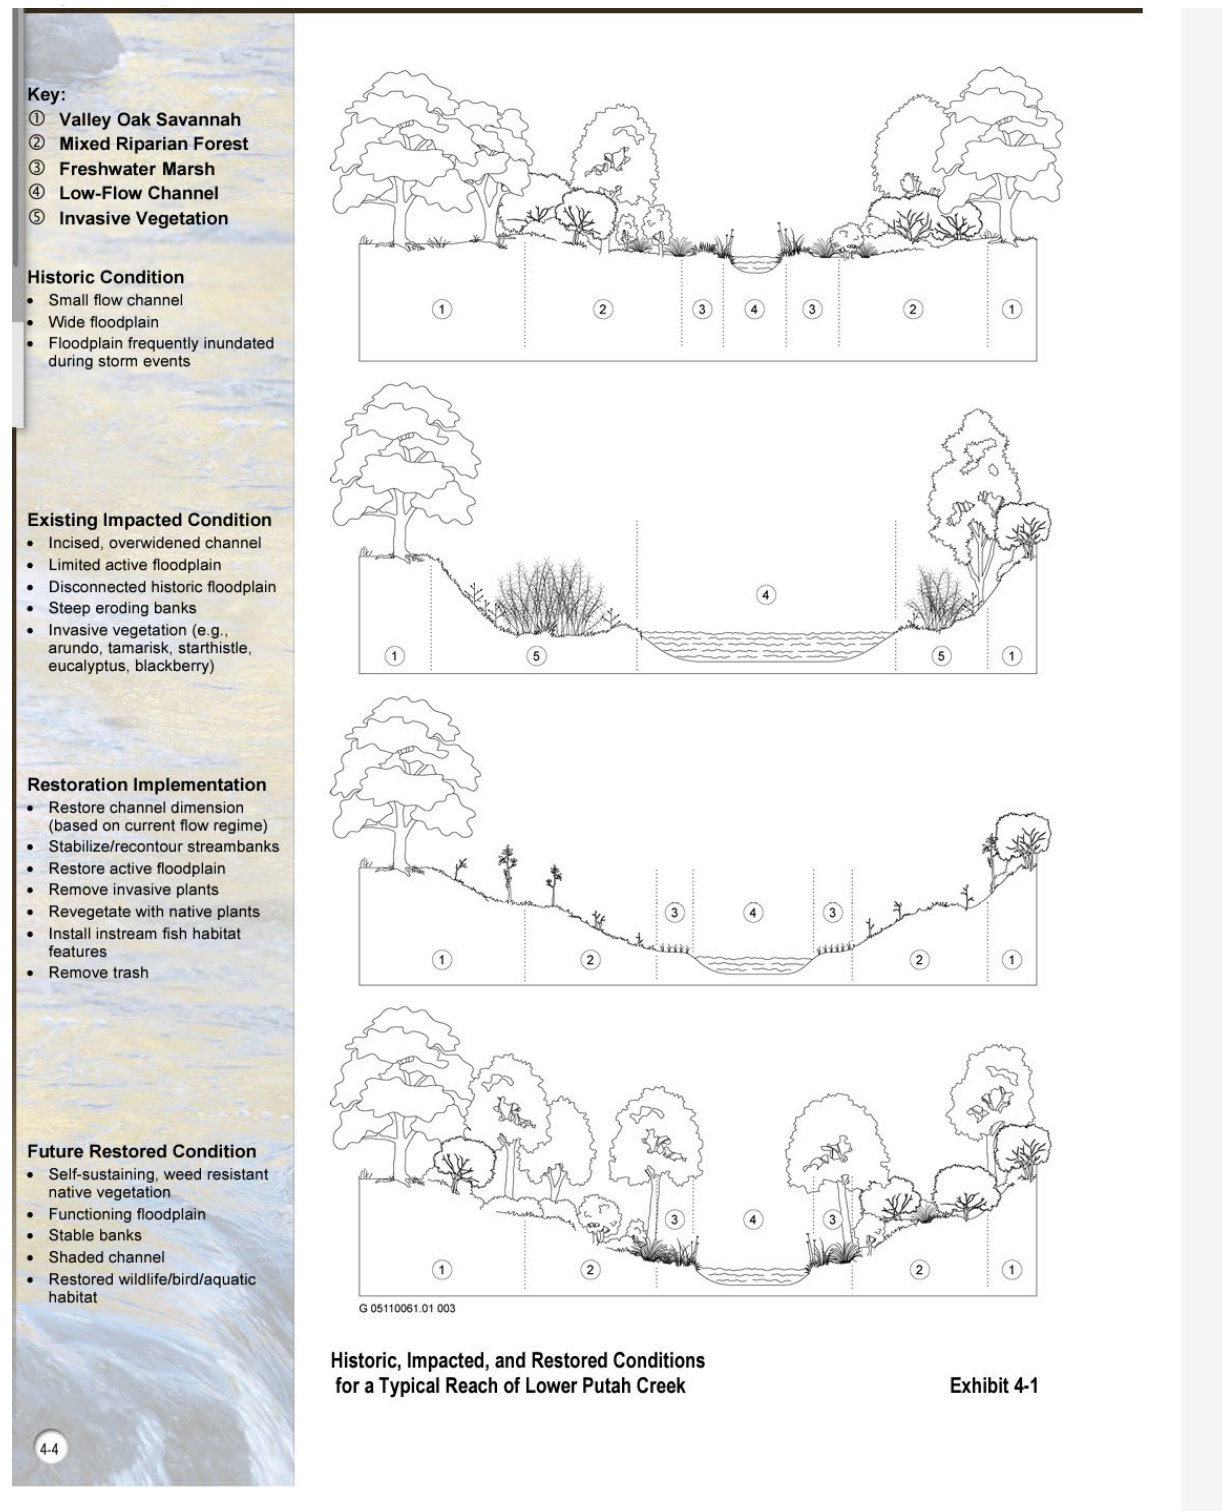 Key:
① Valley Oak Savannah
② Mixed Riparian Forest
③ Freshwater Marsh
④ Low-Flow Channel
⑤ Invasive Vegetation
Historic Condition
• Small flow channel
• Wide floodplain
• Floodplain frequently inundated
during storm events
① ② ③ ④ ③ ② ①
Existing Impacted Condition
• Incised, overwidened channel
• Limited active floodplain
• Disconnected historic floodplain
• Steep eroding banks
• Invasive vegetation (e.g.,
arundo, tamarisk, starthistle,
eucalyptus, blackberry)
④
① ⑤ ⑤ ①
Restoration Implementation
• Restore channel dimension
(based on current flow regime)
• Stabilize/recontour streambanks
• Restore active floodplain
• Remove invasive plants
• Revegetate with native plants
• Install instream fish habitat
features
• Remove trash
③ ④ ③
① ② ② ①
Future Restored Condition
• Self-sustaining, weed resistant
native vegetation
• Functioning floodplain
• Stable banks
• Shaded channel
• Restored wildlife/bird/aquatic
habitat
③ ④ ③
① ② ② ①
G 05110061.01 003
Historic, Impacted, and Restored Conditions
for a Typical Reach of Lower Putah Creek
Exhibit 4-1
4-4